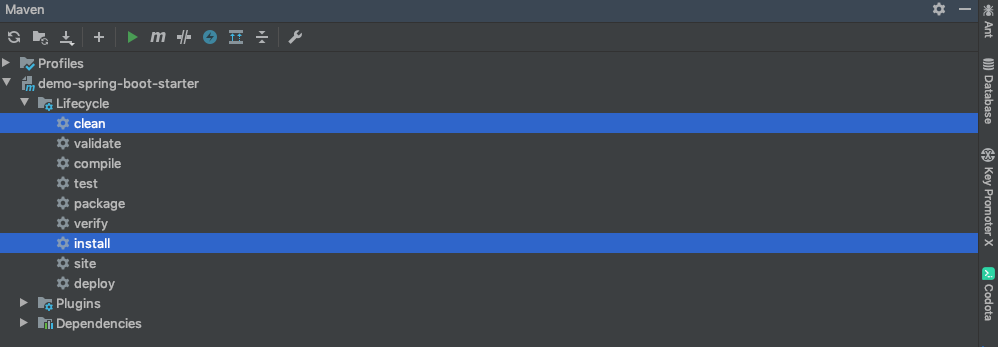 Maven
m
Profiles
demo-spring-boot-starter
Lifecycle
clean
validate
compile
test
package
verify
install
site
deploy
Plugins
Dependencies
Ant
Database
Key Promoter X
Codota